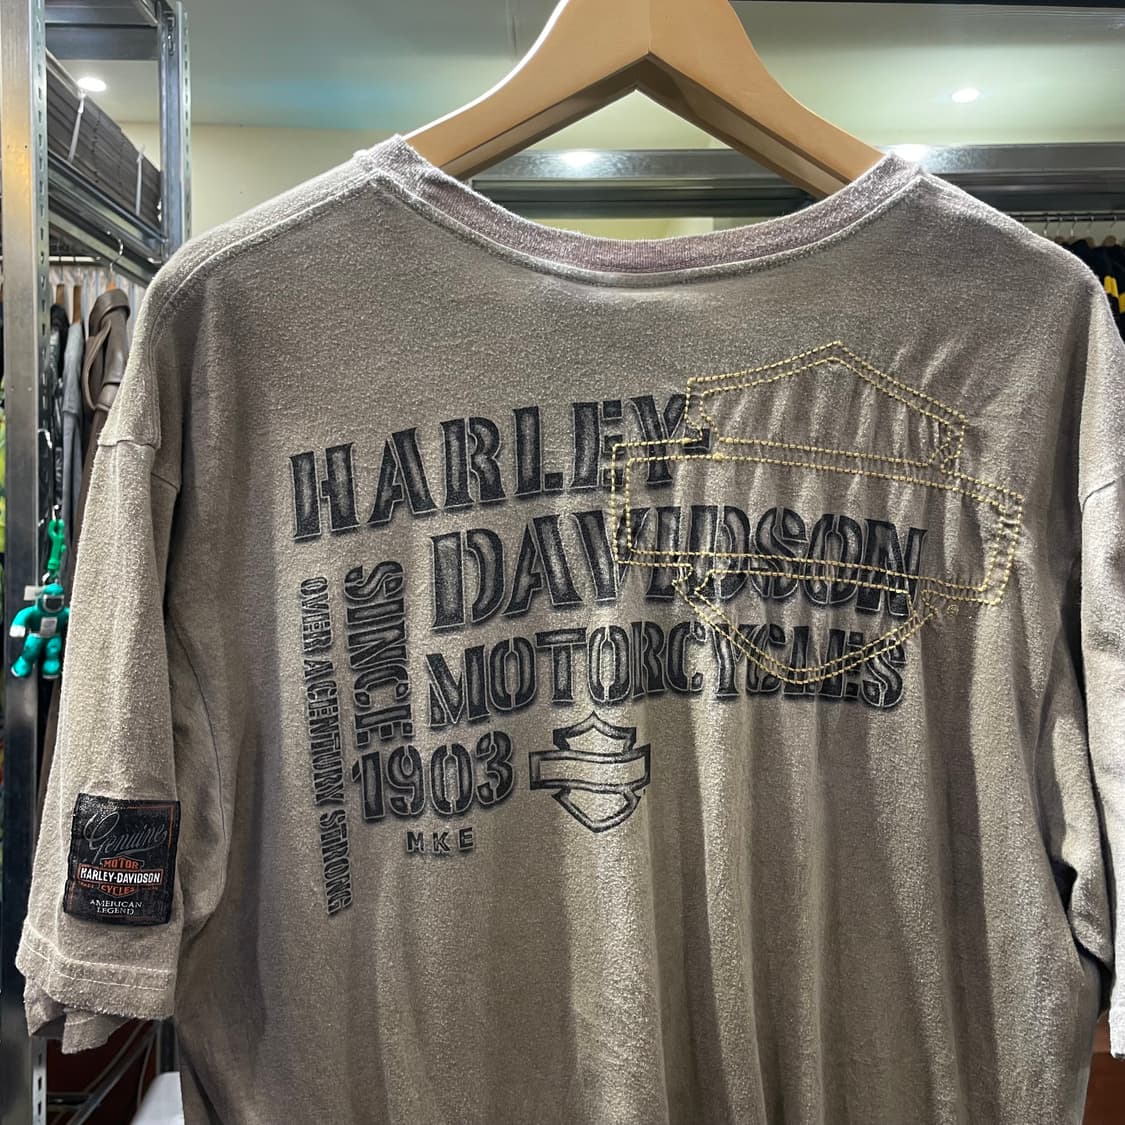 HARLEY-
DAVIDSON
MOTORCYCLES
SINCE
1903
OVER A CENTURY STRONG
MKE
®
Genuine
MOTOR
HARLEY-DAVIDSON
CYCLES
AMERICAN
LEGEND